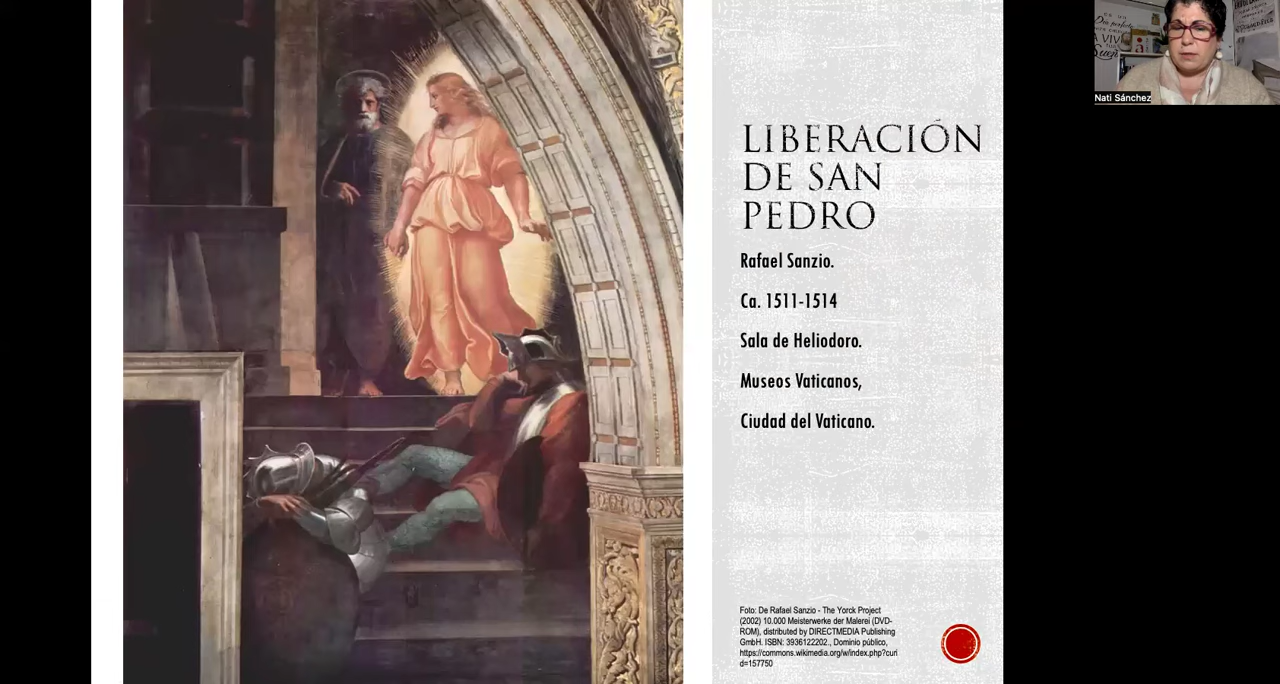 LIBERACIÓN
DE SAN
PEDRO
Rafael Sanzio.
Ca. 1511-1514
Sala de Heliodoro.
Museos Vaticanos,
Ciudad del Vaticano.
Foto: De Rafael Sanzio - The Yorck Project
(2002) 10.000 Meisterwerke der Malerei (DVD-
ROM), distributed by DIRECTMEDIA Publishing
GmbH. ISBN: 3936122202., Dominio público,
https://commons.wikimedia.org/w/index.php?curi
d=157750
Nati Sánchez